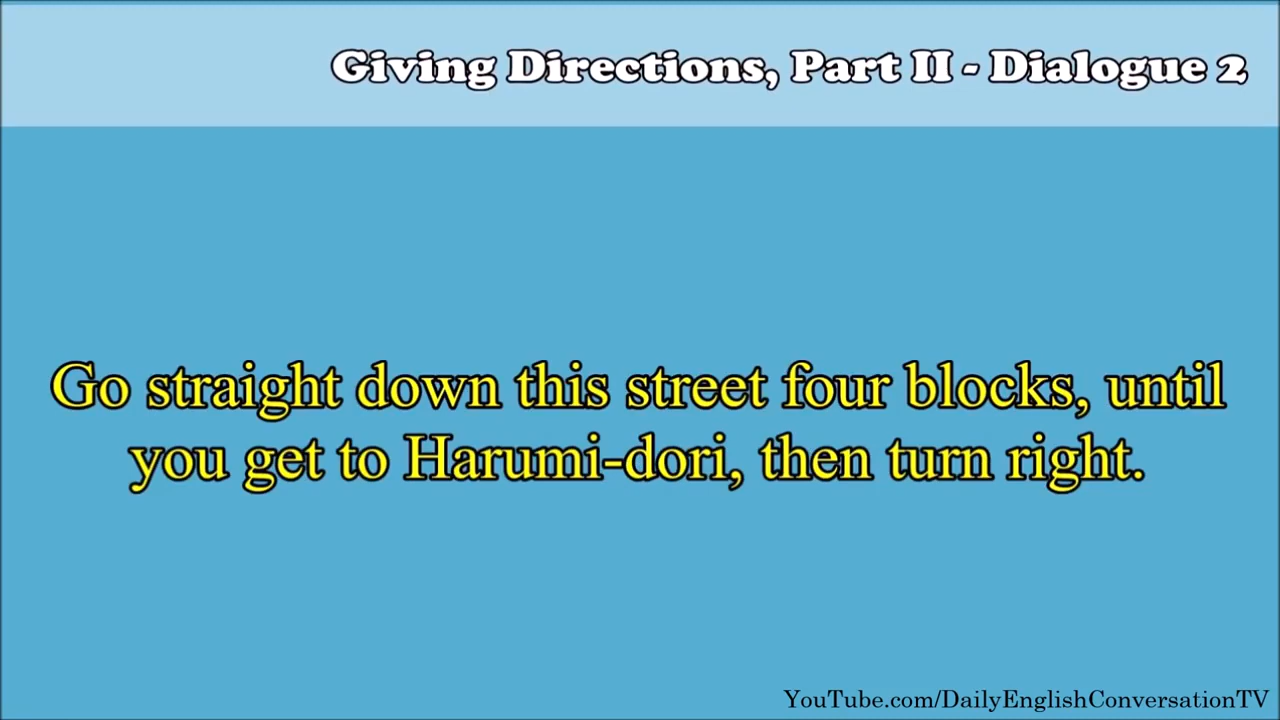 Giving Directions, Part II - Dialogue 2
Go straight down this street four blocks, until
you get to Harumi-dori, then turn right.
YouTube.com/DailyEnglishConversationTV